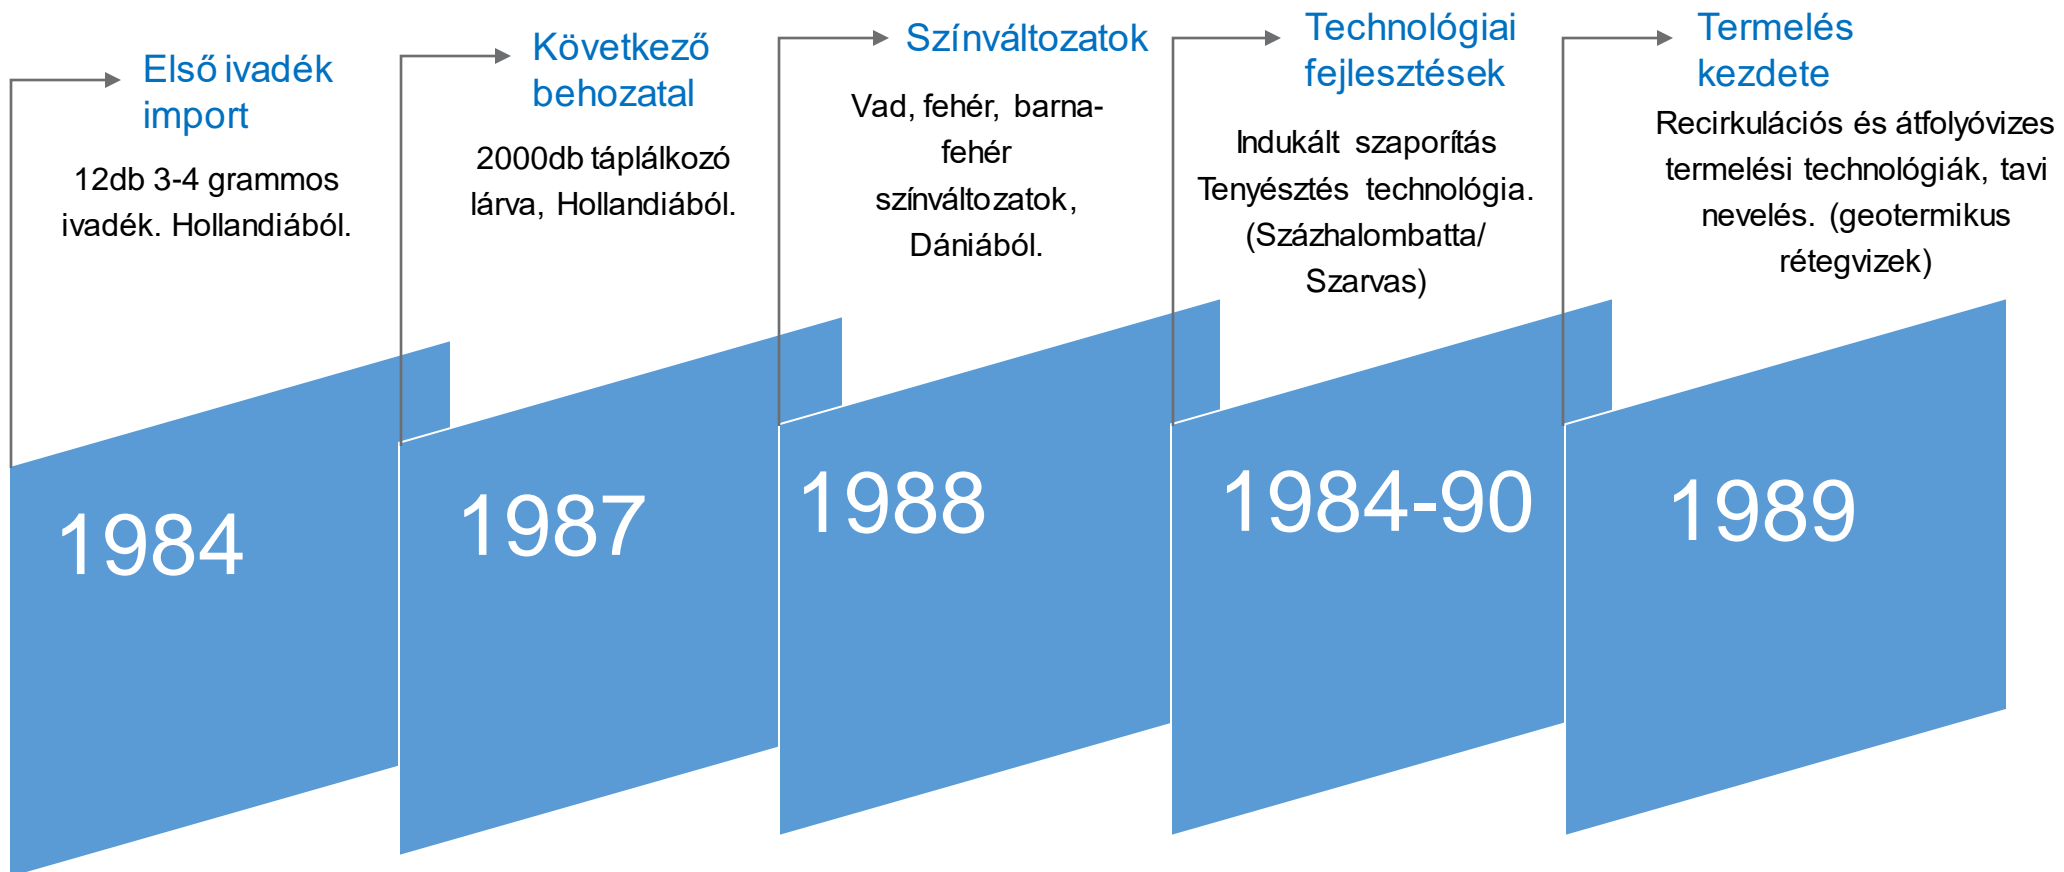 Első ivadék
import
12db 3-4 grammos
ivadék. Hollandiából.
1984
Következő
behozatal
2000db táplálkozó
lárva, Hollandiából.
1987
Színváltozatok
Vad, fehér, barna-
fehér
színváltozatok,
Dániából.
1988
Technológiai
fejlesztések
Indukált szaporítás
Tenyésztés technológia.
(Százhalombatta/
Szarvas)
1984-90
Termelés
kezdete
Recirkulációs és átfolyóvizes
termelési technológiák, tavi
nevelés. (geotermikus
rétegvizek)
1989